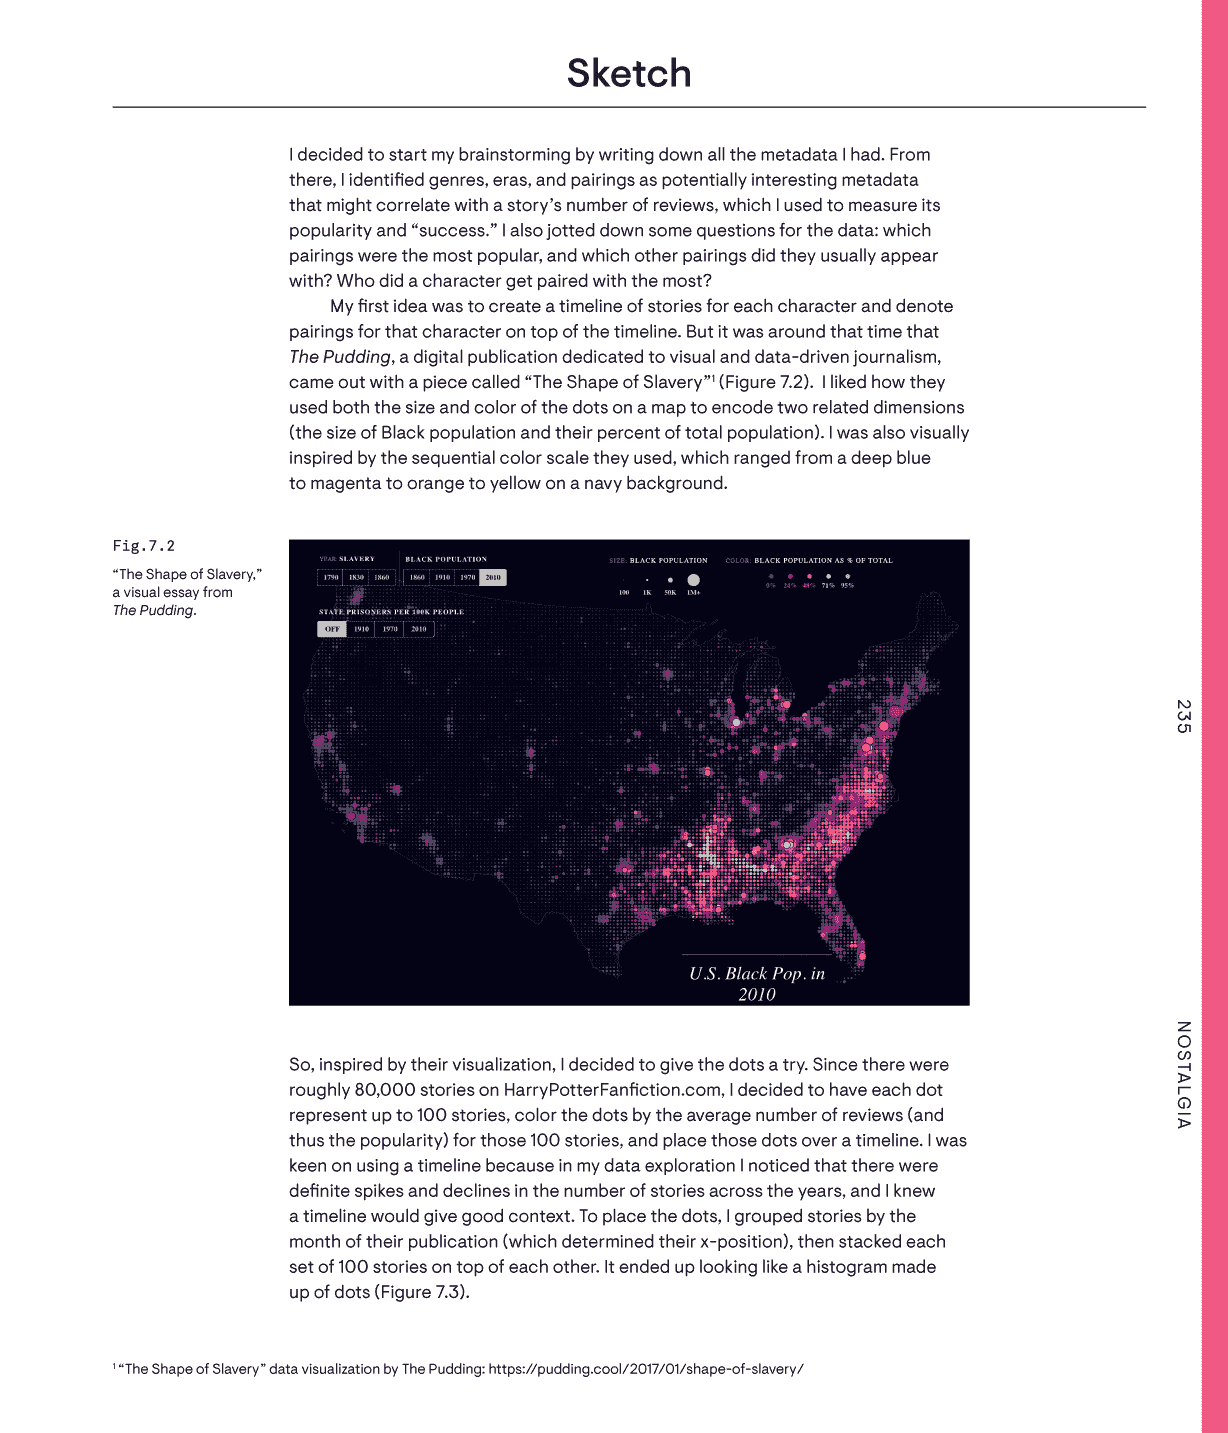 Sketch
I decided to start my brainstorming by writing down all the metadata I had. From
there, I identified genres, eras, and pairings as potentially interesting metadata
that might correlate with a story’s number of reviews, which I used to measure its
popularity and “success.” I also jotted down some questions for the data: which
pairings were the most popular, and which other pairings did they usually appear
with? Who did a character get paired with the most?
My first idea was to create a timeline of stories for each character and denote
pairings for that character on top of the timeline. But it was around that time that
The Pudding, a digital publication dedicated to visual and data-driven journalism,
came out with a piece called “The Shape of Slavery”¹ (Figure 7.2). I liked how they
used both the size and color of the dots on a map to encode two related dimensions
(the size of Black population and their percent of total population). I was also visually
inspired by the sequential color scale they used, which ranged from a deep blue
to magenta to orange to yellow on a navy background.
Fig.7.2
“The Shape of Slavery,”
a visual essay from
The Pudding.
YEAR: SLAVERY BLACK POPULATION
1790 1830 1860 1860 1910 1970 2010
STATE PRISONERS PER 100K PEOPLE
OFF 1910 1970 2010
SIZE: BLACK POPULATION COLOR: BLACK POPULATION AS % OF TOTAL
100 1K 50K 1M+ 0% 24% 48% 71% 95%
U.S. Black Pop. in
2010
So, inspired by their visualization, I decided to give the dots a try. Since there were
roughly 80,000 stories on HarryPotterFanfiction.com, I decided to have each dot
represent up to 100 stories, color the dots by the average number of reviews (and
thus the popularity) for those 100 stories, and place those dots over a timeline. I was
keen on using a timeline because in my data exploration I noticed that there were
definite spikes and declines in the number of stories across the years, and I knew
a timeline would give good context. To place the dots, I grouped stories by the
month of their publication (which determined their x-position), then stacked each
set of 100 stories on top of each other. It ended up looking like a histogram made
up of dots (Figure 7.3).
¹ “The Shape of Slavery” data visualization by The Pudding: https://pudding.cool/2017/01/shape-of-slavery/
235
NOSTALGIA